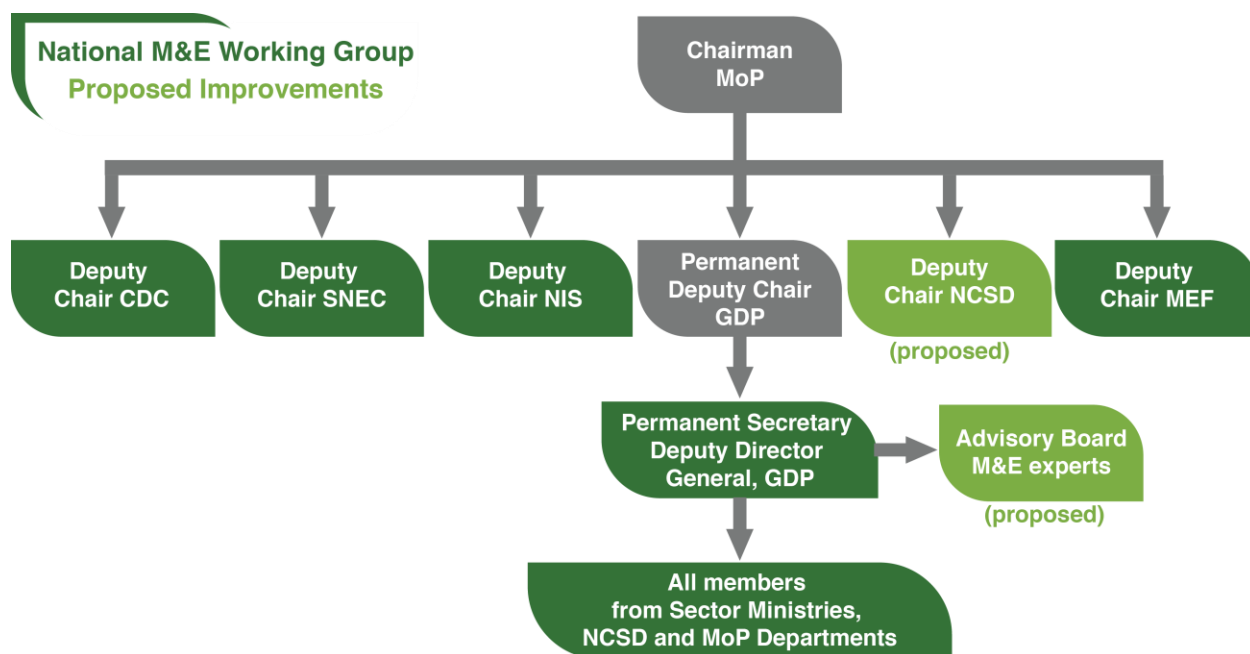 National M&E Working Group
Proposed Improvements
Chairman
MoP
Deputy
Chair CDC
Deputy
Chair SNEC
Deputy
Chair NIS
Permanent
Deputy Chair
GDP
Deputy
Chair NCSD
(proposed)
Deputy
Chair MEF
Permanent Secretary
Deputy Director
General, GDP
Advisory Board
M&E experts
(proposed)
All members
from Sector Ministries,
NCSD and MoP Departments